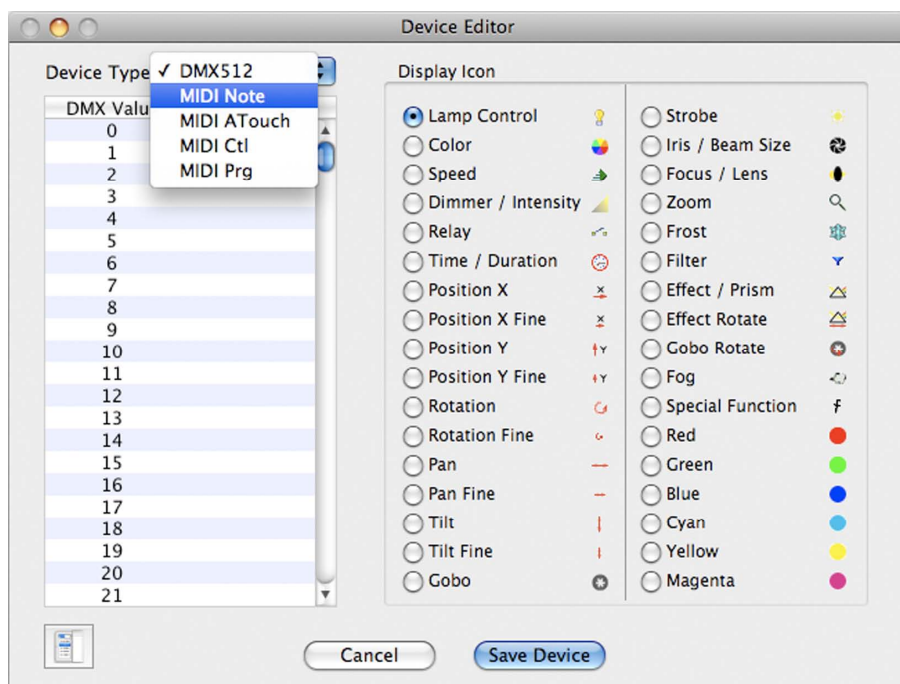 Device Editor
Device Type
✓ DMX512
MIDI Note
MIDI ATouch
MIDI Ctl
MIDI Prg
DMX Valu
0
1
2
3
4
5
6
7
8
9
10
11
12
13
14
15
16
17
18
19
20
21
Display Icon
Lamp Control
Color
Speed
Dimmer / Intensity
Relay
Time / Duration
Position X
Position X Fine
Position Y
Position Y Fine
Rotation
Rotation Fine
Pan
Pan Fine
Tilt
Tilt Fine
Gobo
Strobe
Iris / Beam Size
Focus / Lens
Zoom
Frost
Filter
Effect / Prism
Effect Rotate
Gobo Rotate
Fog
Special Function
Red
Green
Blue
Cyan
Yellow
Magenta
Cancel
Save Device